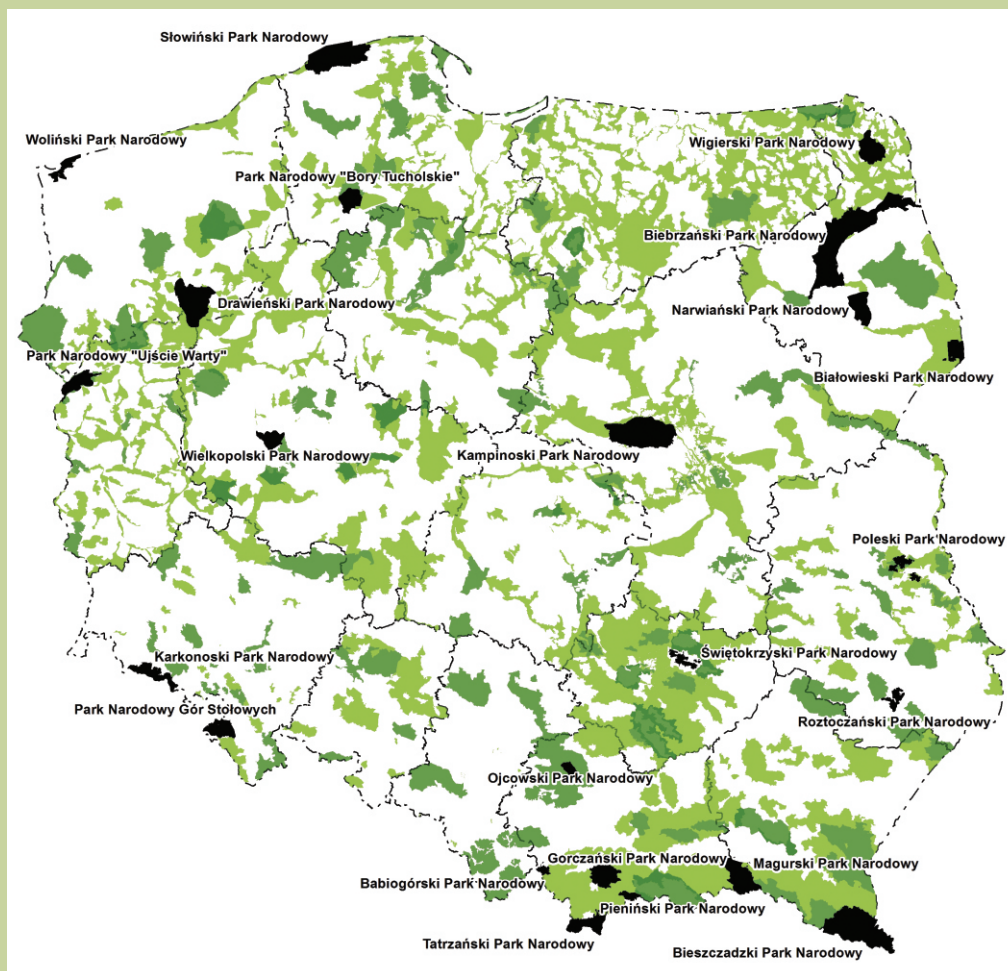 Słowiński Park Narodowy
Woliński Park Narodowy
Wigierski Park Narodowy
Park Narodowy "Bory Tucholskie"
Biebrzański Park Narodowy
Drawieński Park Narodowy
Narwiański Park Narodowy
Park Narodowy "Ujście Warty"
Białowieski Park Narodowy
Wielkopolski Park Narodowy
Kampinoski Park Narodowy
Poleski Park Narodowy
Karkonoski Park Narodowy
Świętokrzyski Park Narodowy
Park Narodowy Gór Stołowych
Roztoczański Park Narodowy
Ojcowski Park Narodowy
Gorczański Park Narodowy
Magurski Park Narodowy
Babiogórski Park Narodowy
Pieniński Park Narodowy
Tatrzański Park Narodowy
Bieszczadzki Park Narodowy